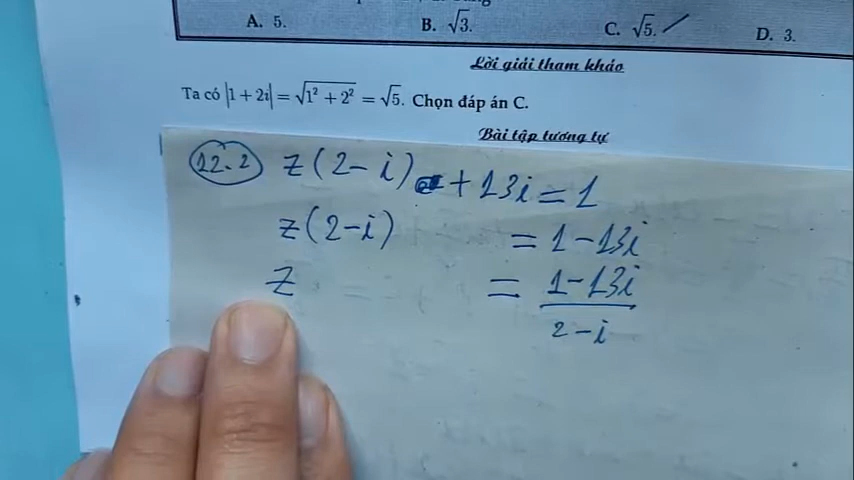 A. 5. B. √3. C. √5. D. 3.
Lời giải tham khảo
Ta có |1 + 2i| = √(1² + 2²) = √5. Chọn đáp án C.
Bài tập tương tự
12.2 z(2-i) + 13i = 1
z(2-i) = 1-13i
z = (1-13i)/(2-i)